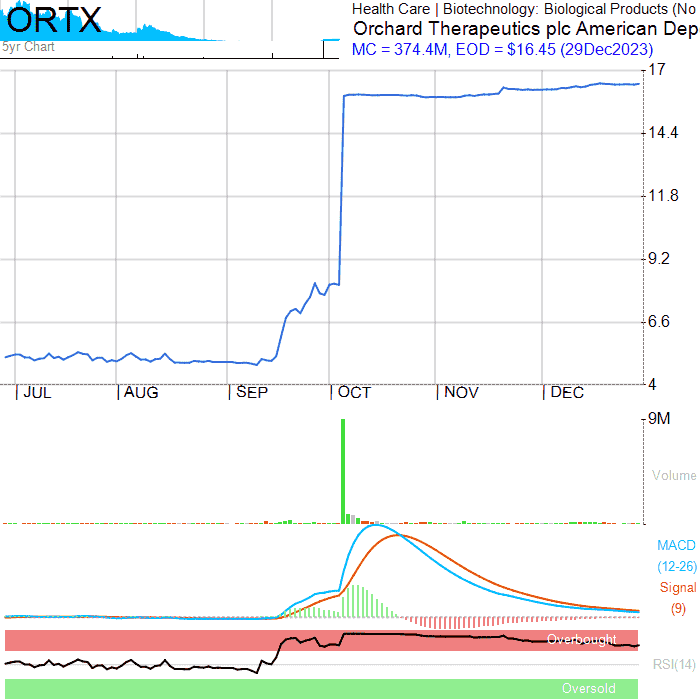 ORTX
5yr Chart
Health Care | Biotechnology: Biological Products (No
Orchard Therapeutics plc American Dep
MC = 374.4M, EOD = $16.45 (29Dec2023)
17
14.4
11.8
9.2
6.6
4
JUL AUG SEP OCT NOV DEC
9M
Volume
MACD
(12-26)
Signal
(9)
Overbought
RSI(14)
Oversold